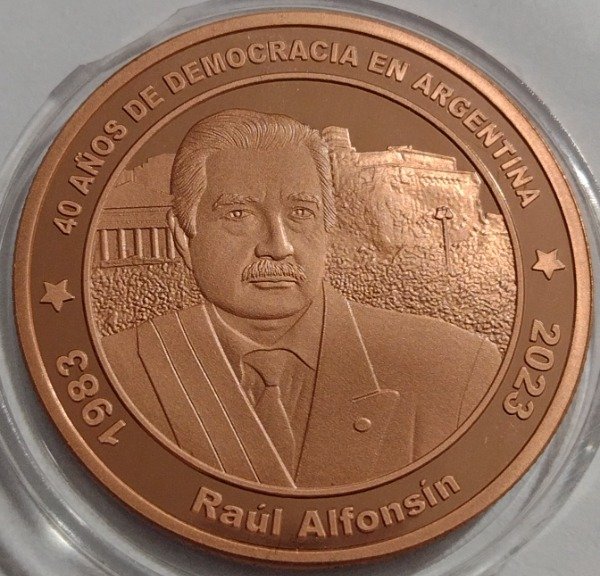 40 AÑOS DE DEMOCRACIA EN ARGENTINA
1983
2023
Raúl Alfonsín